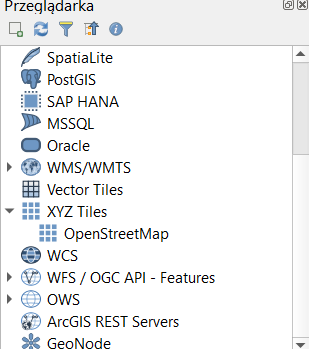 Przeglądarka
SpatiaLite
PostGIS
SAP HANA
MSSQL
Oracle
WMS/WMTS
Vector Tiles
XYZ Tiles
OpenStreetMap
WCS
WFS / OGC API - Features
OWS
ArcGIS REST Servers
GeoNode